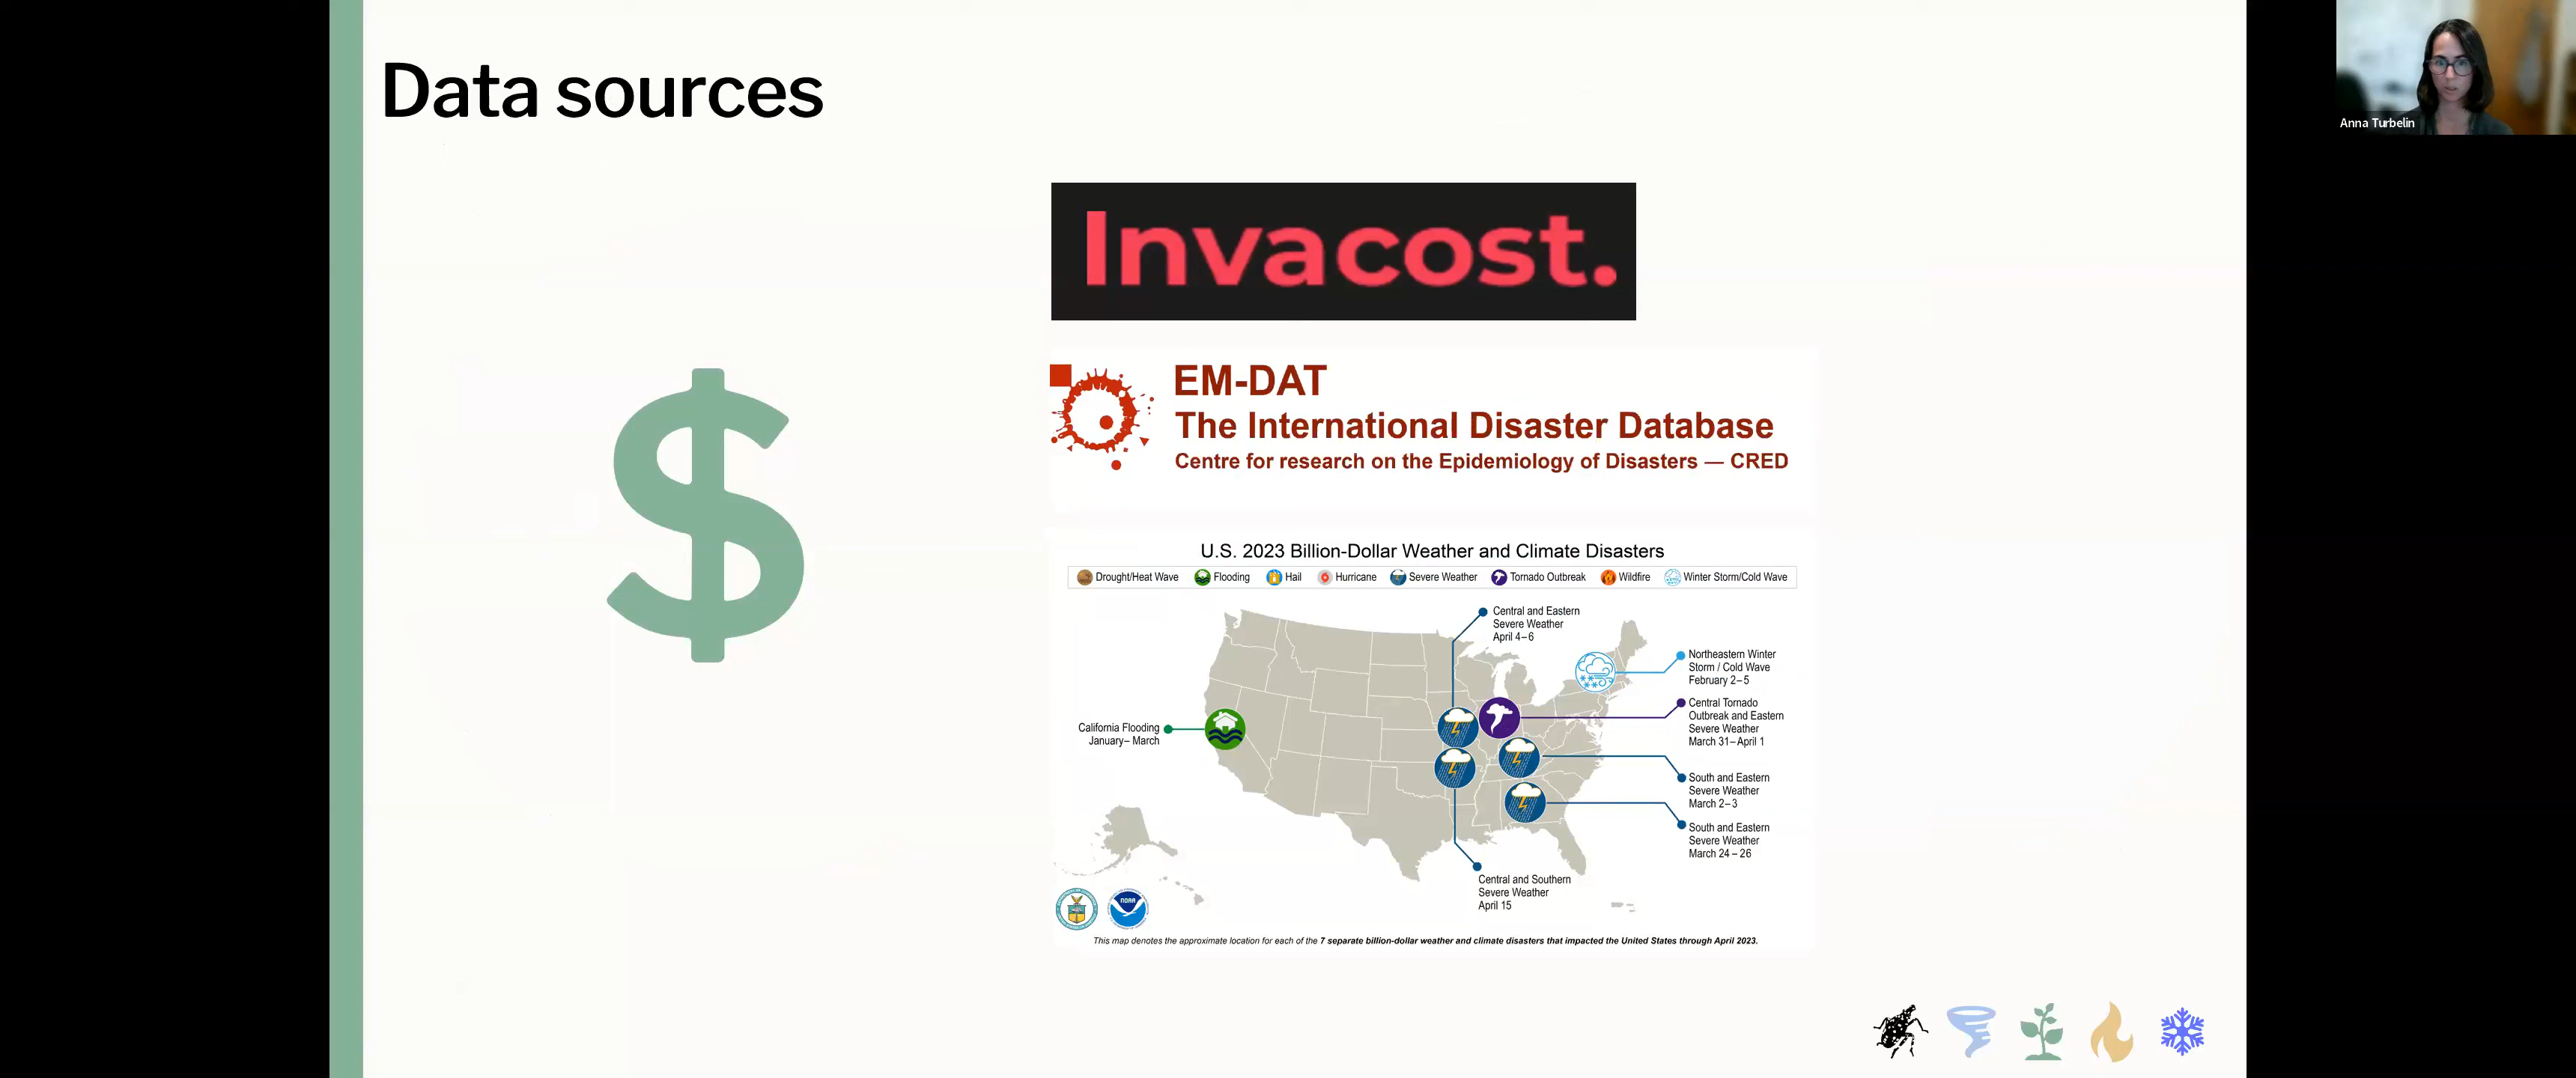 Data sources
Anna Turbelin
Invacost.
EM-DAT
The International Disaster Database
Centre for research on the Epidemiology of Disasters — CRED
U.S. 2023 Billion-Dollar Weather and Climate Disasters
Drought/Heat Wave Flooding Hail Hurricane Severe Weather Tornado Outbreak Wildfire Winter Storm/Cold Wave
Central and Eastern
Severe Weather
April 4–6
Northeastern Winter
Storm / Cold Wave
February 2–5
Central Tornado
Outbreak and Eastern
Severe Weather
March 31–April 1
California Flooding
January–March
South and Eastern
Severe Weather
March 2–3
South and Eastern
Severe Weather
March 24–26
Central and Southern
Severe Weather
April 15
NOAA
This map denotes the approximate location for each of the 7 separate billion-dollar weather and climate disasters that impacted the United States through April 2023.